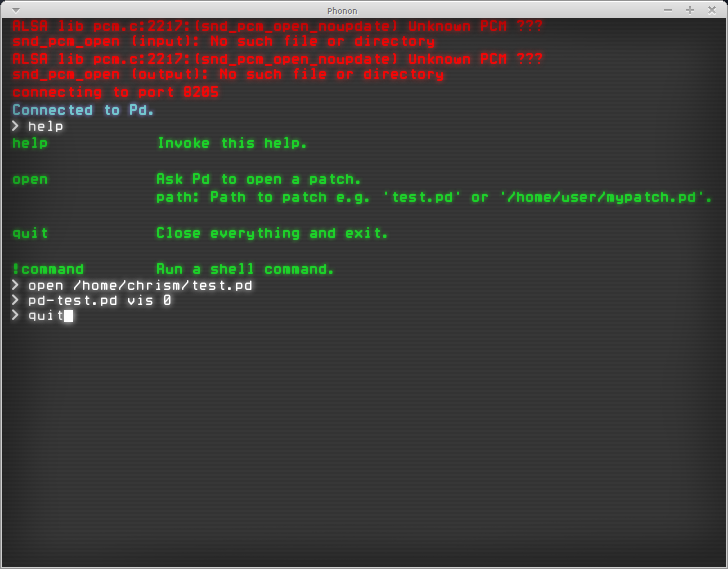 Phonon
ALSA lib pcm.c:2217:(snd_pcm_open_noupdate) Unknown PCM ???
snd_pcm_open (input): No such file or directory
ALSA lib pcm.c:2217:(snd_pcm_open_noupdate) Unknown PCM ???
snd_pcm_open (output): No such file or directory
connecting to port 8205
Connected to Pd.
> help
help Invoke this help.
open Ask Pd to open a patch.
path: Path to patch e.g. 'test.pd' or '/home/user/mypatch.pd'.
quit Close everything and exit.
!command Run a shell command.
> open /home/chrism/test.pd
> pd-test.pd vis 0
> quit